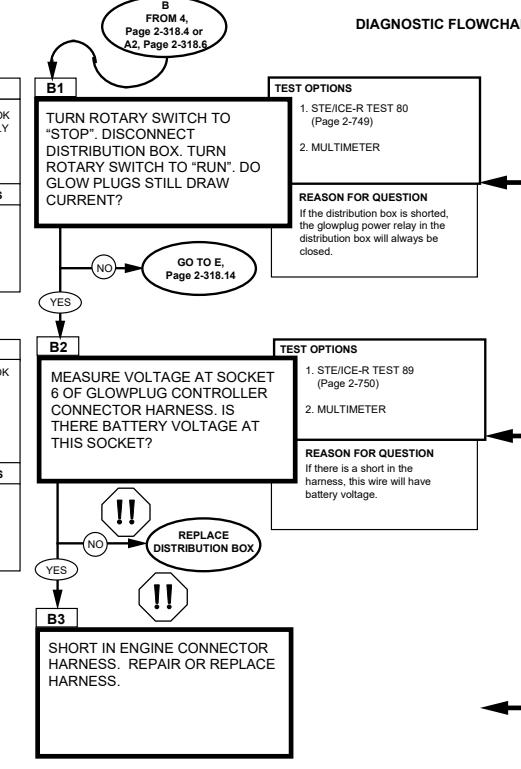 B
FROM 4,
Page 2-318.4 or
A2, Page 2-318.6
DIAGNOSTIC FLOWCHA
B1
TURN ROTARY SWITCH TO
“STOP”. DISCONNECT
DISTRIBUTION BOX. TURN
ROTARY SWITCH TO “RUN”. DO
GLOW PLUGS STILL DRAW
CURRENT?
TEST OPTIONS
1. STE/ICE-R TEST 80
(Page 2-749)
2. MULTIMETER
REASON FOR QUESTION
If the distribution box is shorted,
the glowplug power relay in the
distribution box will always be
closed.
NO
GO TO E,
Page 2-318.14
YES
B2
MEASURE VOLTAGE AT SOCKET
6 OF GLOWPLUG CONTROLLER
CONNECTOR HARNESS. IS
THERE BATTERY VOLTAGE AT
THIS SOCKET?
TEST OPTIONS
1. STE/ICE-R TEST 89
(Page 2-750)
2. MULTIMETER
REASON FOR QUESTION
If there is a short in the
harness, this wire will have
battery voltage.
!!
NO
REPLACE
DISTRIBUTION BOX
YES
!!
B3
SHORT IN ENGINE CONNECTOR
HARNESS. REPAIR OR REPLACE
HARNESS.